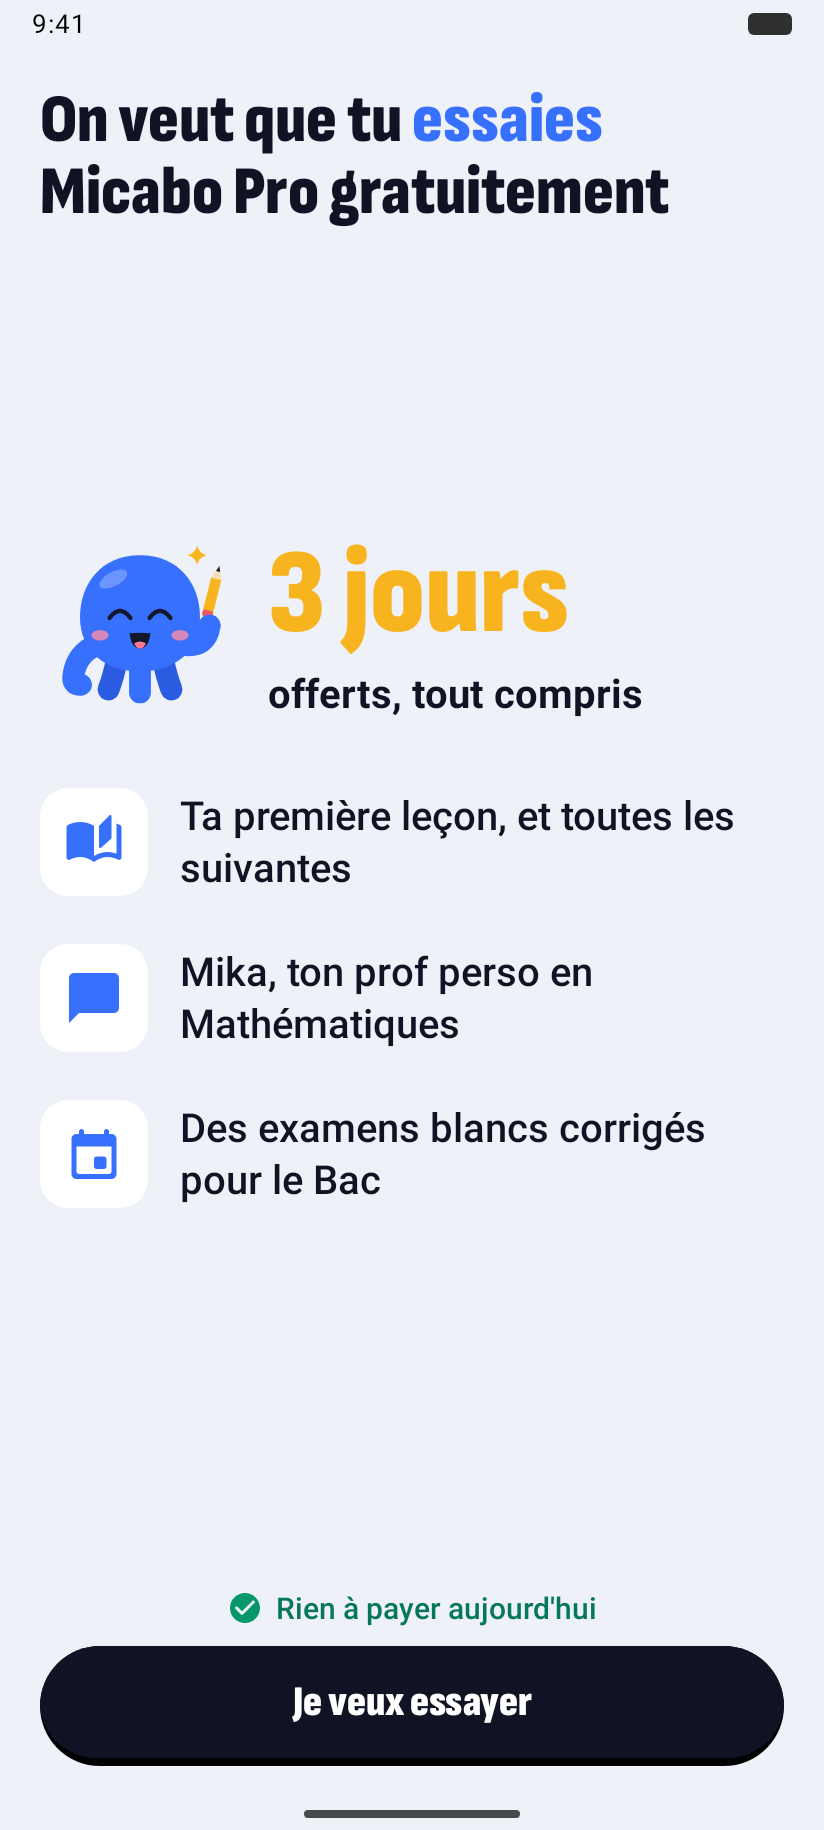 9:41
On veut que tu essaies
Micabo Pro gratuitement
3 jours
offerts, tout compris
Ta première leçon, et toutes les
suivantes
Mika, ton prof perso en
Mathématiques
Des examens blancs corrigés
pour le Bac
Rien à payer aujourd'hui
Je veux essayer